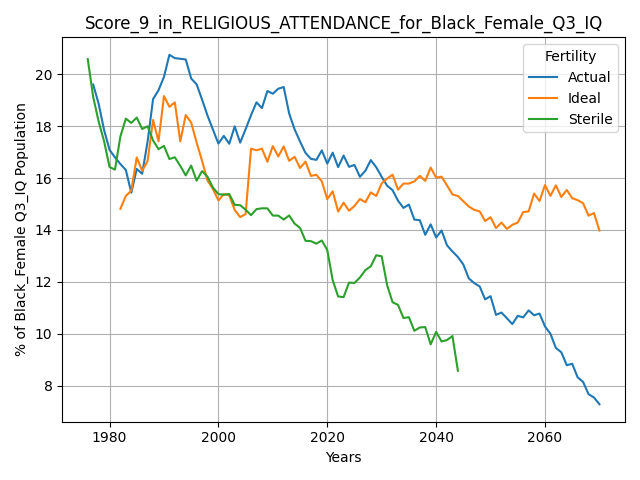 Score_9_in_RELIGIOUS_ATTENDANCE_for_Black_Female_Q3_IQ
Fertility
Actual
Ideal
Sterile
% of Black_Female Q3_IQ Population
20
18
16
14
12
10
8
1980
2000
2020
2040
2060
Years